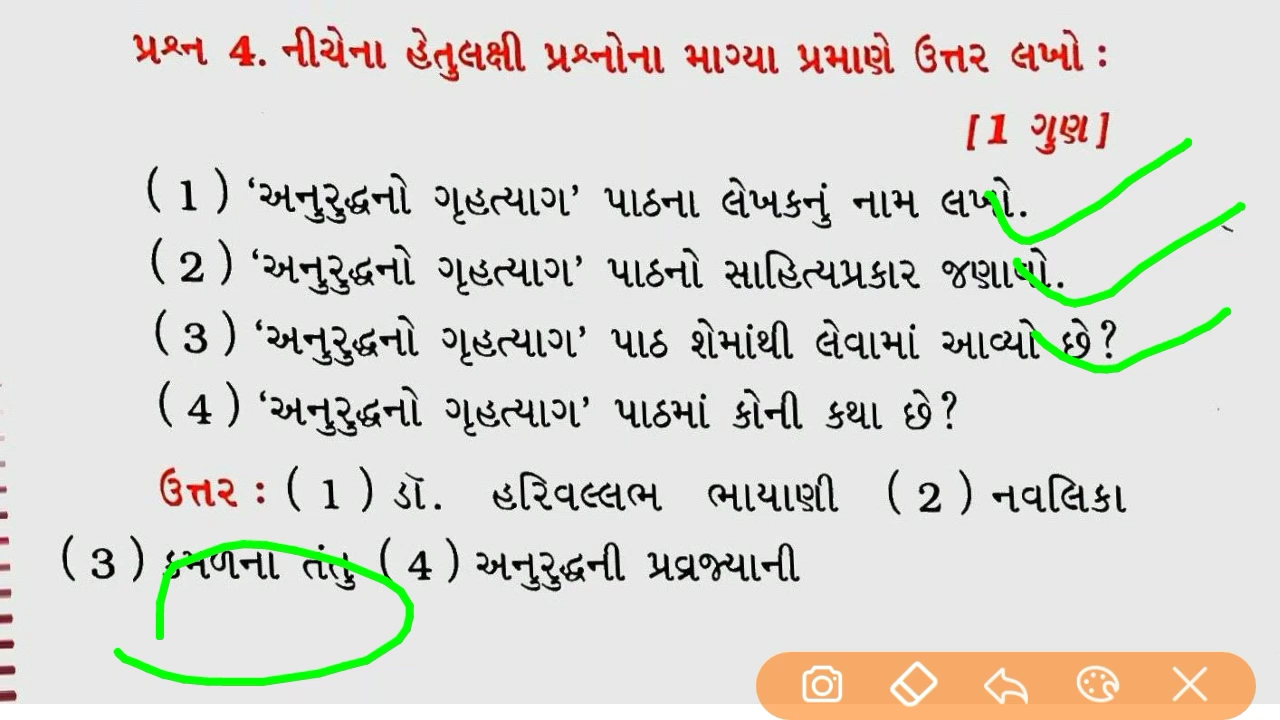 પ્રશ્ન 4. નીચેના હેતુલક્ષી પ્રશ્નોના માગ્યા પ્રમાણે ઉત્તર લખો :
[1 ગુણ]
( 1 ) ‘અનુરુદ્ધનો ગૃહત્યાગ’ પાઠના લેખકનું નામ લખો.
( 2 ) ‘અનુરુદ્ધનો ગૃહત્યાગ’ પાઠનો સાહિત્યપ્રકાર જણાવો.
( 3 ) ‘અનુરુદ્ધનો ગૃહત્યાગ’ પાઠ શેમાંથી લેવામાં આવ્યો છે?
( 4 ) ‘અનુરુદ્ધનો ગૃહત્યાગ’ પાઠમાં કોની કથા છે?
ઉત્તર : ( 1 ) ડૉ. હરિવલ્લભ ભાયાણી ( 2 ) નવલિકા
( 3 ) કમળના તંતુ ( 4 ) અનુરુદ્ધની પ્રવ્રજ્યાની